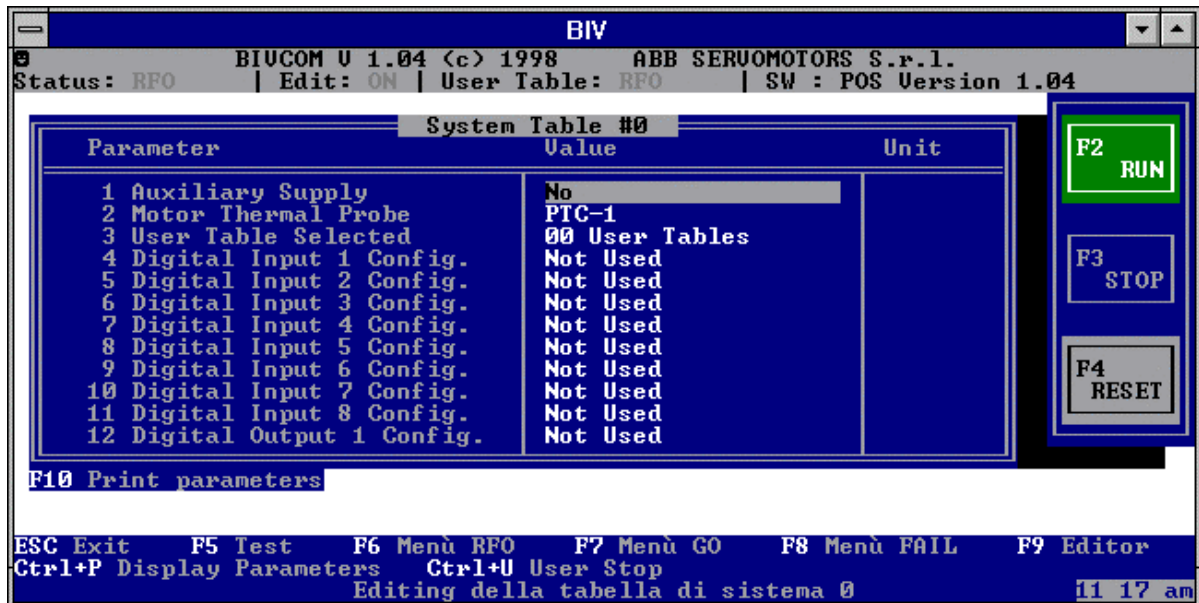 BIV
BIVCOM V 1.04 (c) 1998 ABB SERVOMOTORS S.r.l.
Status: RFO | Edit: ON | User Table: RFO | SW : POS Version 1.04
System Table #0
Parameter Value Unit
1 Auxiliary Supply No
2 Motor Thermal Probe PTC-1
3 User Table Selected 00 User Tables
4 Digital Input 1 Config. Not Used
5 Digital Input 2 Config. Not Used
6 Digital Input 3 Config. Not Used
7 Digital Input 4 Config. Not Used
8 Digital Input 5 Config. Not Used
9 Digital Input 6 Config. Not Used
10 Digital Input 7 Config. Not Used
11 Digital Input 8 Config. Not Used
12 Digital Output 1 Config. Not Used
F2
RUN
F3
STOP
F4
RESET
F10 Print parameters
ESC Exit F5 Test F6 Menù RFO F7 Menù GO F8 Menù FAIL F9 Editor
Ctrl+P Display Parameters Ctrl+U User Stop
Editing della tabella di sistema 0 11 17 am